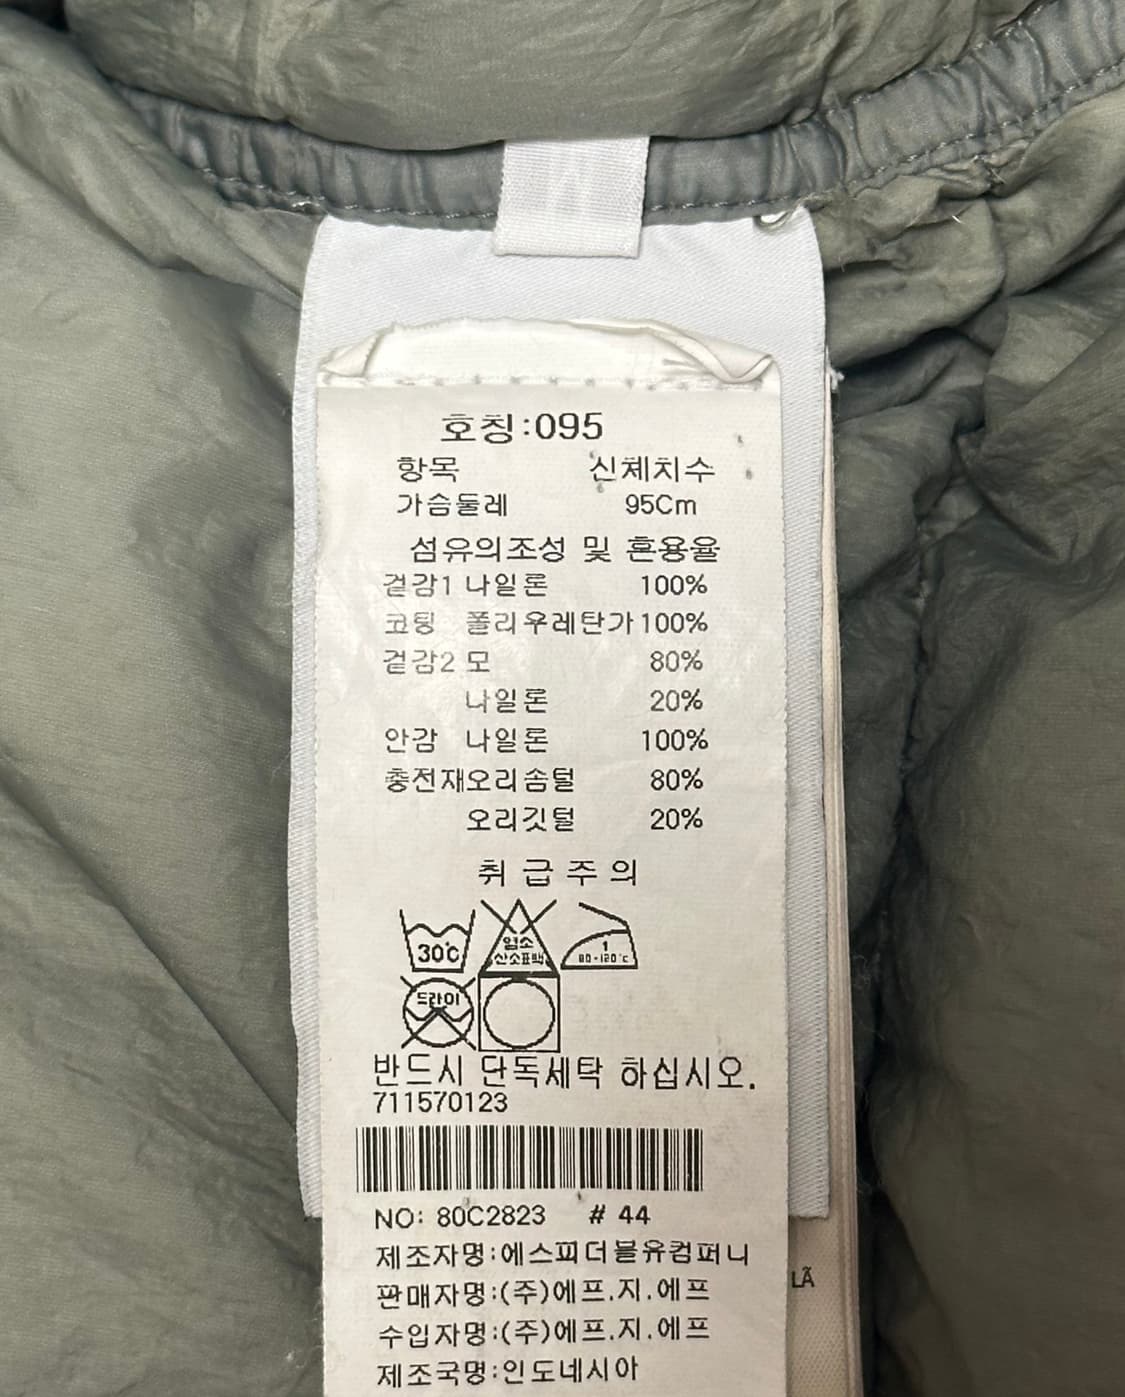 호칭:095
항목 신체치수
가슴둘레 95Cm
섬유의조성 및 혼용율
겉감1 나일론 100%
코팅 폴리우레탄가 100%
겉감2 모 80%
나일론 20%
안감 나일론 100%
충전재오리솜털 80%
오리깃털 20%
취급주의
30℃
염소
산소표백
1
80-120℃
드라이
반드시 단독세탁 하십시오.
711570123
NO: 80C2823 # 44
제조자명:에스피더블유컴퍼니
판매자명:(주)에프.지.에프
수입자명:(주)에프.지.에프
제조국명:인도네시아
LÃ